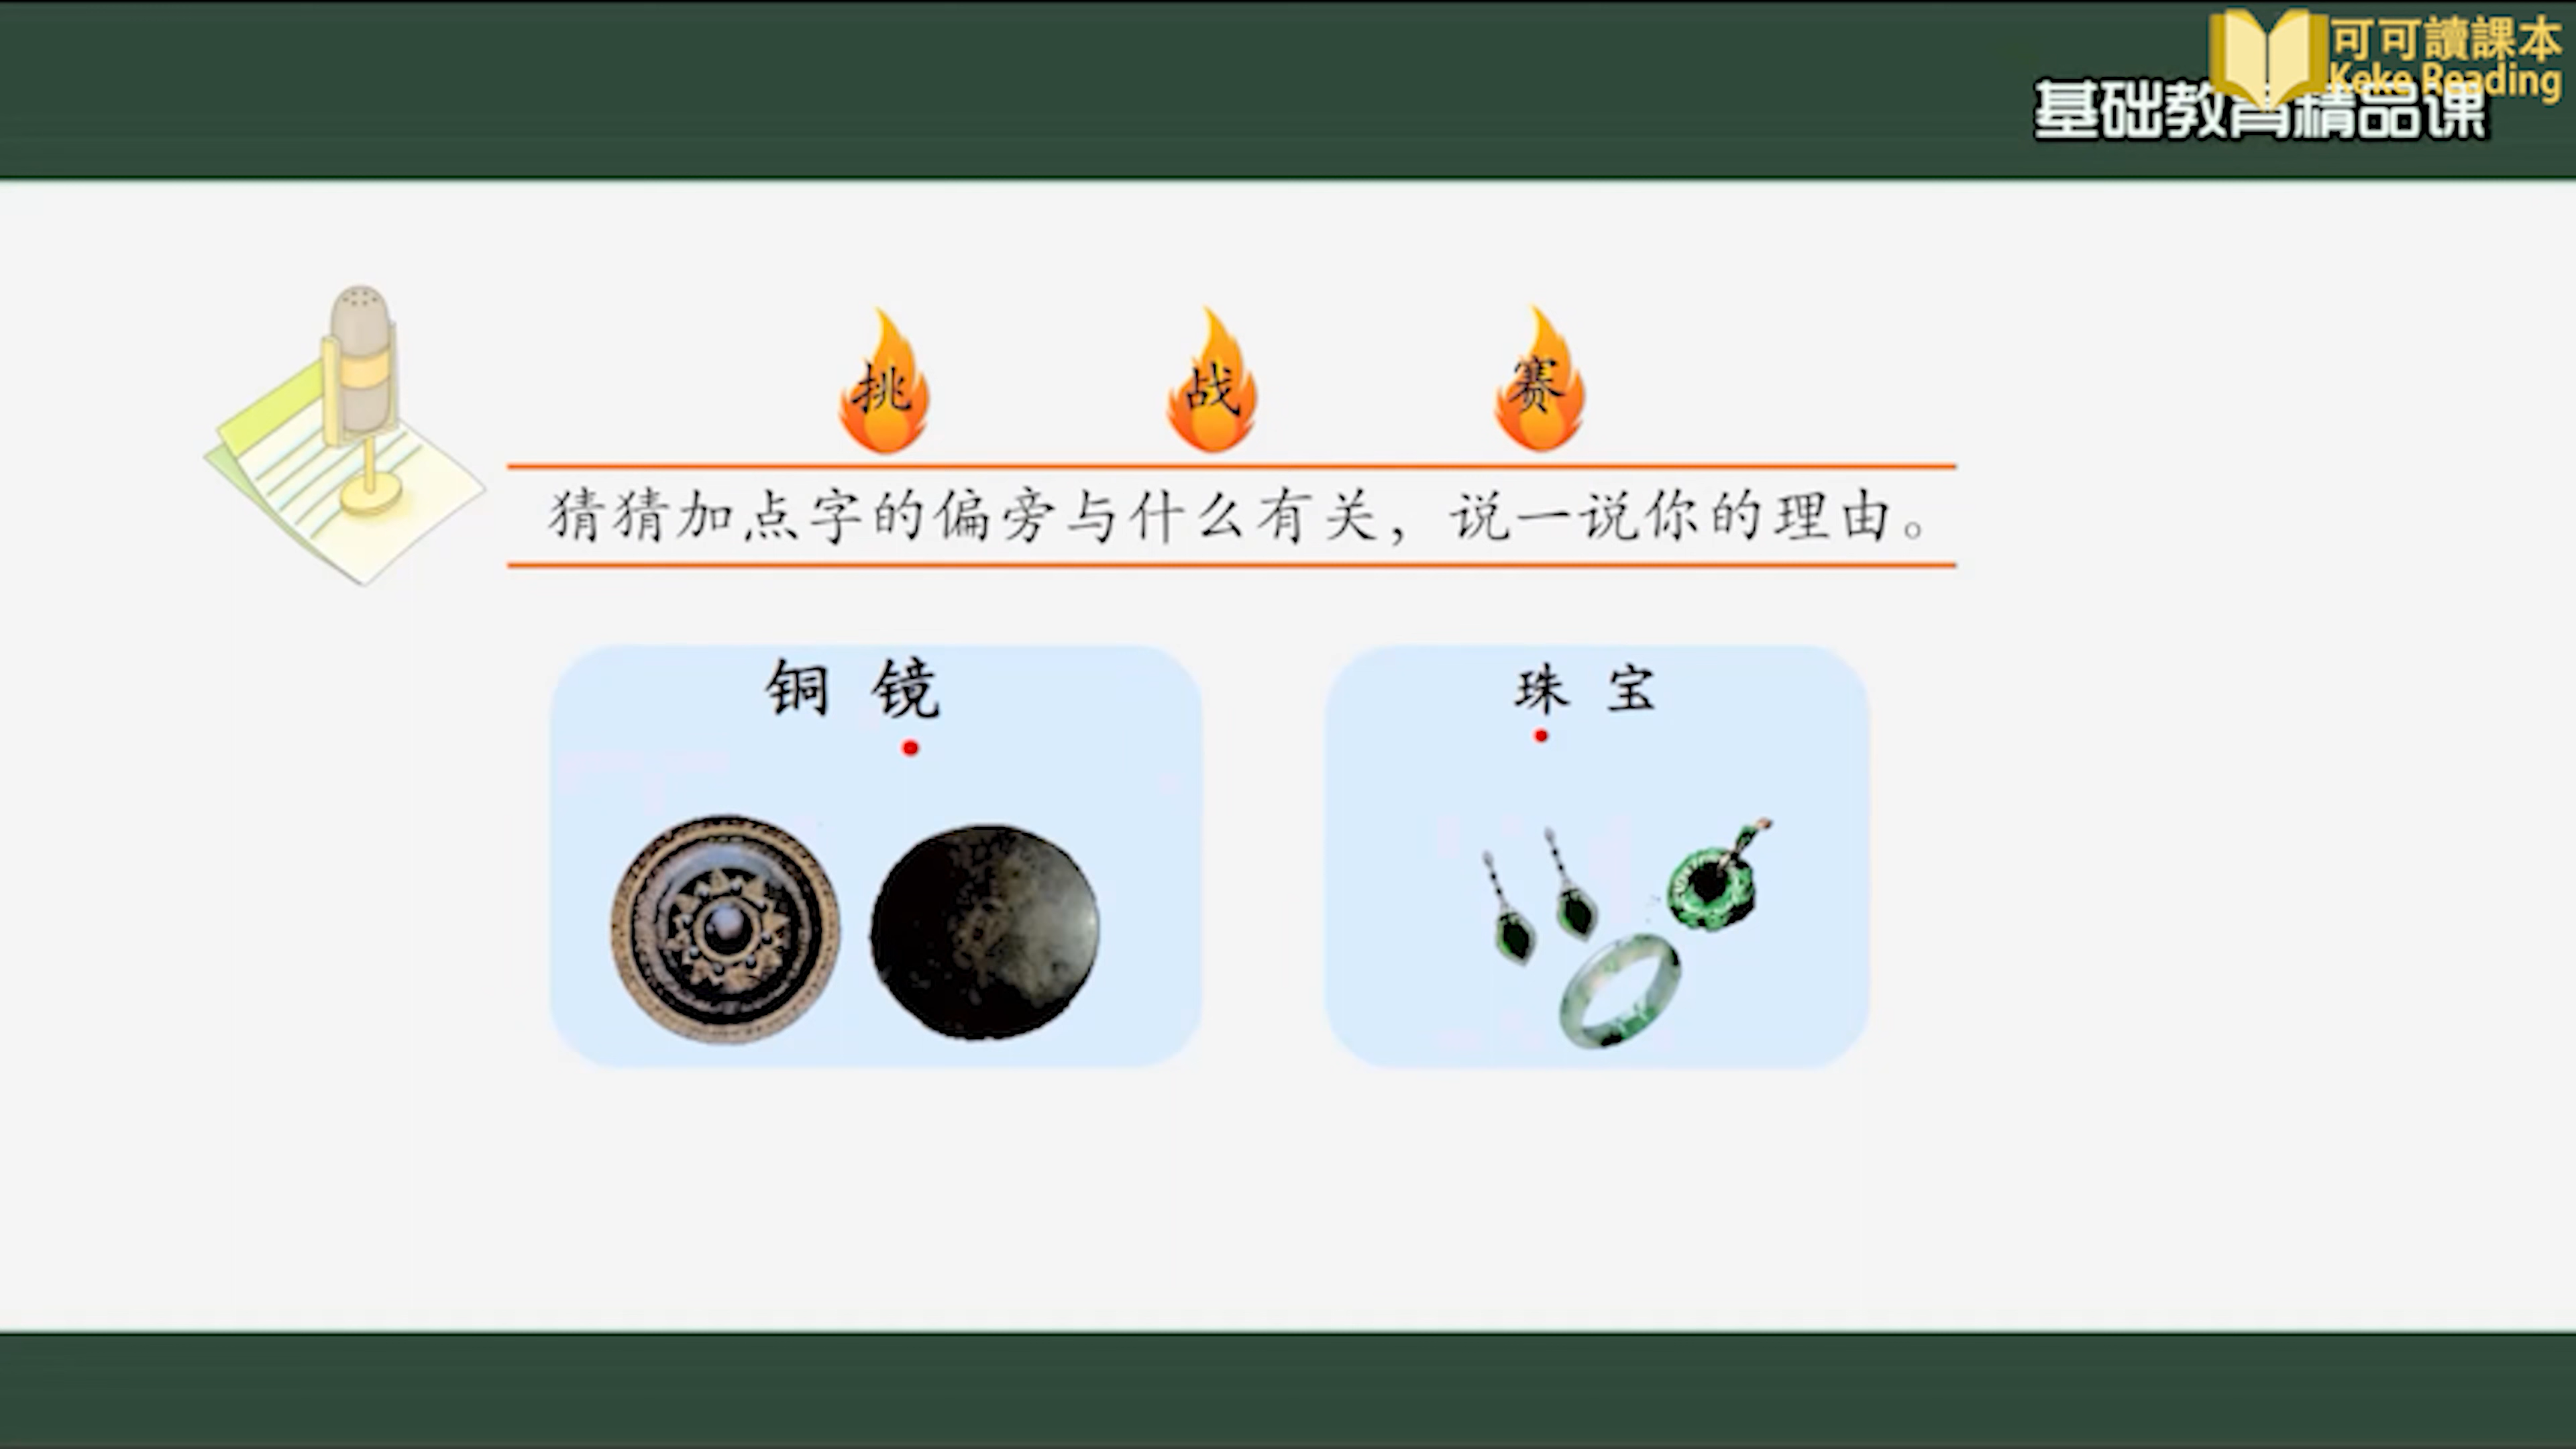 可可讀課本
Keke Reading
基础教育精品课
挑 战 赛
猜猜加点字的偏旁与什么有关，说一说你的理由。
铜 镜
珠 宝